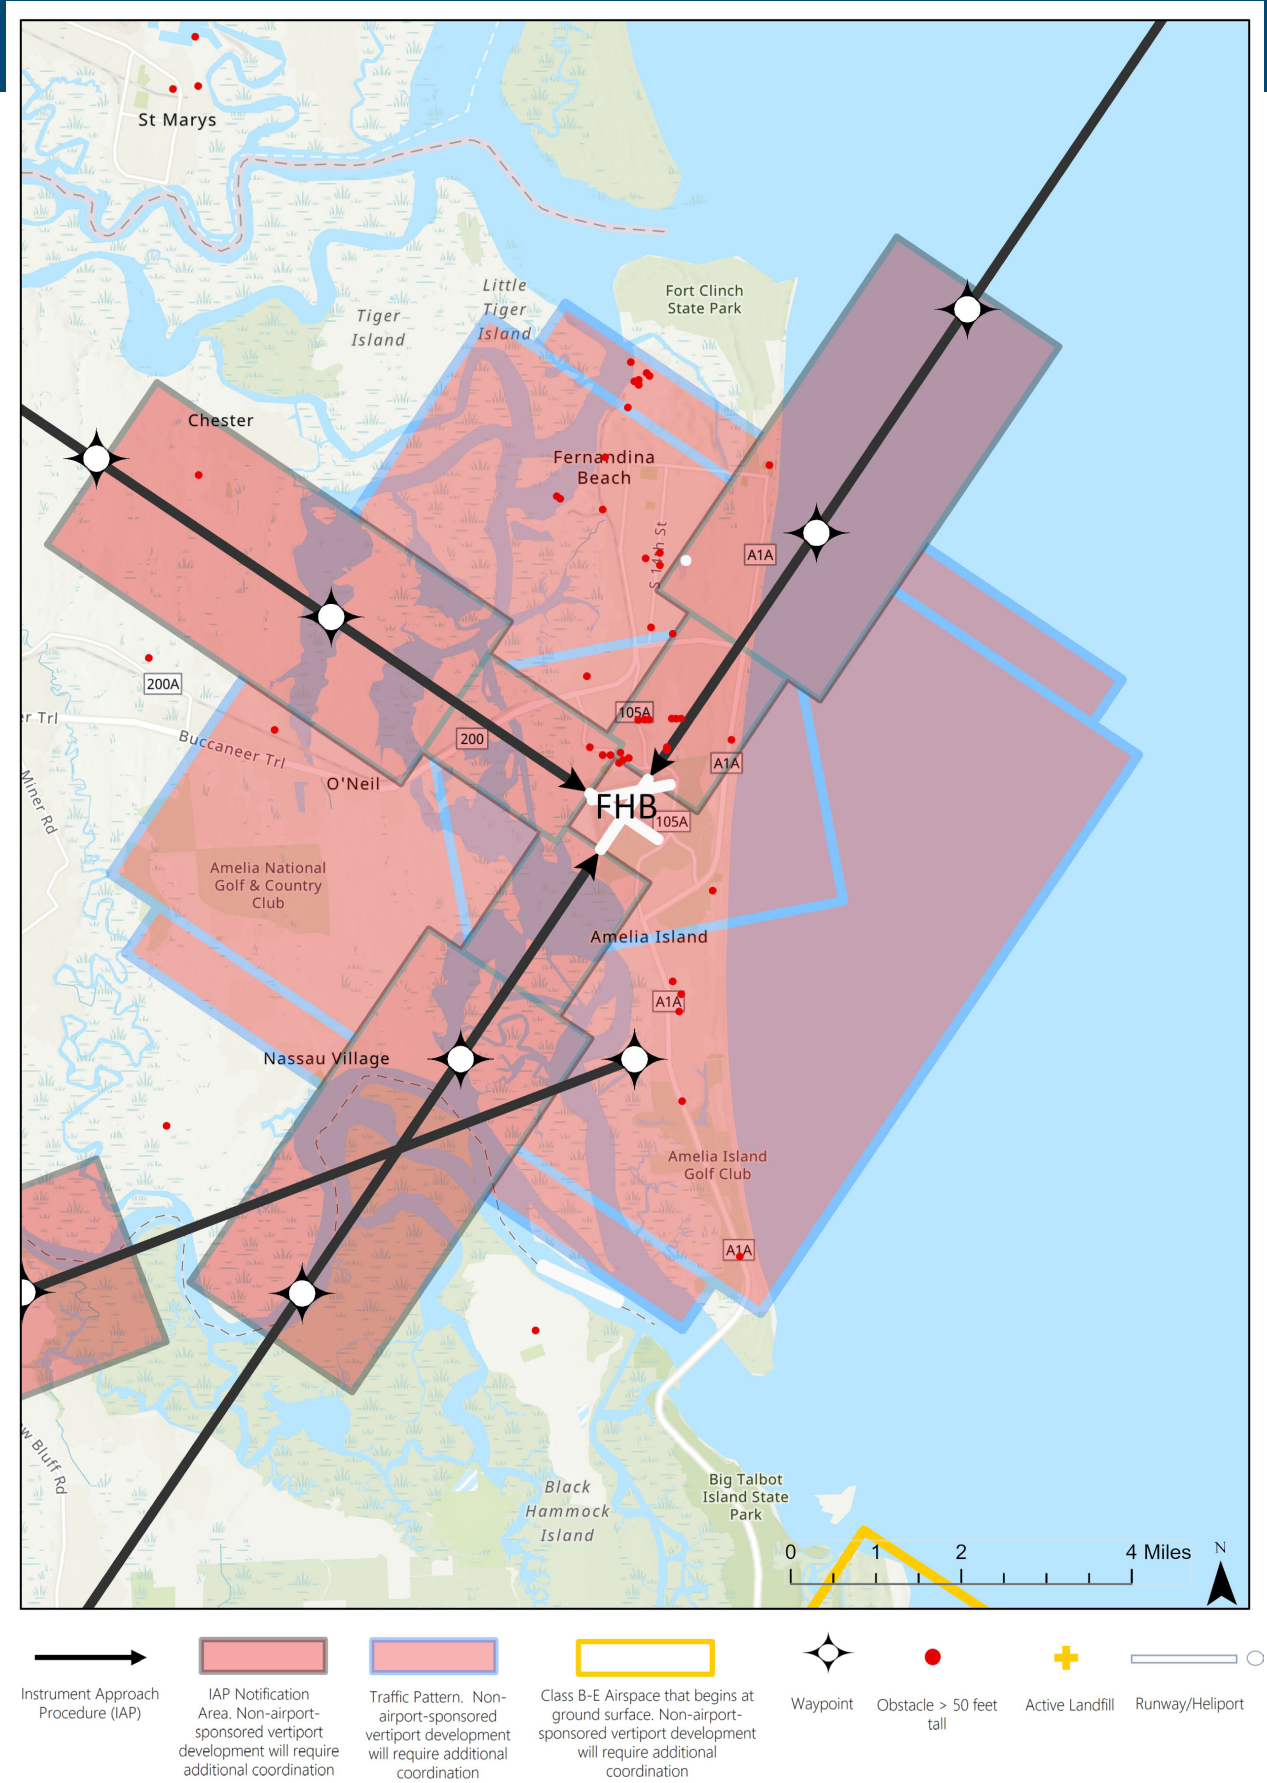 St Marys
Little
Tiger
Island
Fort Clinch
State Park
Tiger
Island
Chester
Fernandina
Beach
S 14th St
A1A
200A
er Trl
Buccaneer Trl
200
105A
A1A
O'Neil
FHB
105A
Miner Rd
Amelia National
Golf & Country
Club
Amelia Island
A1A
Nassau Village
Amelia Island
Golf Club
A1A
w Bluff Rd
Black
Hammock
Island
Big Talbot
Island State
Park
0 1 2 4 Miles
N
Instrument Approach
Procedure (IAP)
IAP Notification
Area. Non-airport-
sponsored vertiport
development will require
additional coordination
Traffic Pattern. Non-
airport-sponsored
vertiport development
will require additional
coordination
Class B-E Airspace that begins at
ground surface. Non-airport-
sponsored vertiport development
will require additional
coordination
Waypoint
Obstacle > 50 feet
tall
Active Landfill
Runway/Heliport